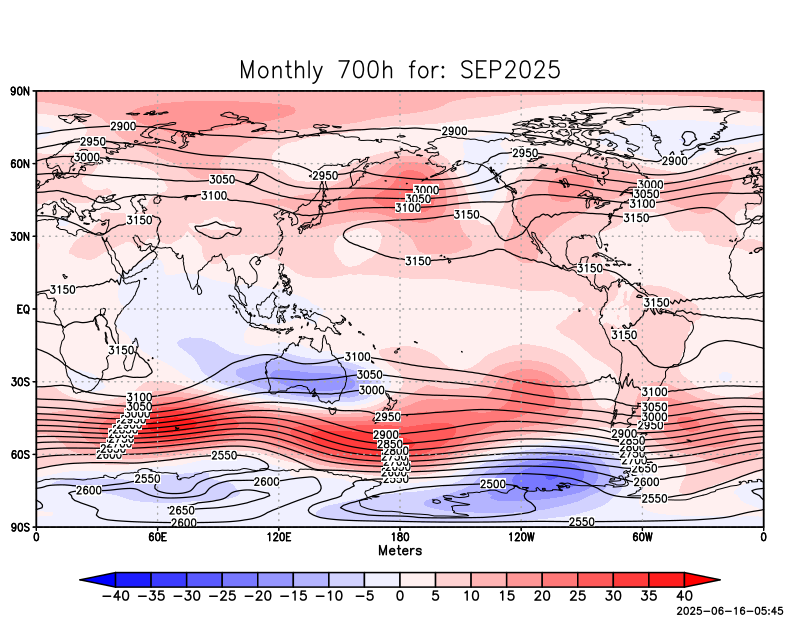 Monthly 700h for: SEP2025
90N
2900 2900
2950 2950
3000 2900
60N
3050 2950 3000 3000
3100 3050 3050
3100 3100
3150 3150 3150
30N
3150 3150
3150 3150
EQ
3150
3150 3100
3050
30S 3000
3100 3100
3050 3050
3000 2950 3000
2950
2900 2900
2850
60S 2550
2550 2600 2550 2500 2600
2600 2550
2650
2600 2550
90S
0 60E 120E 180 120W 60W 0
Meters
−40 −35 −30 −25 −20 −15 −10 −5 0 5 10 15 20 25 30 35 40
2025-06-16-05:45